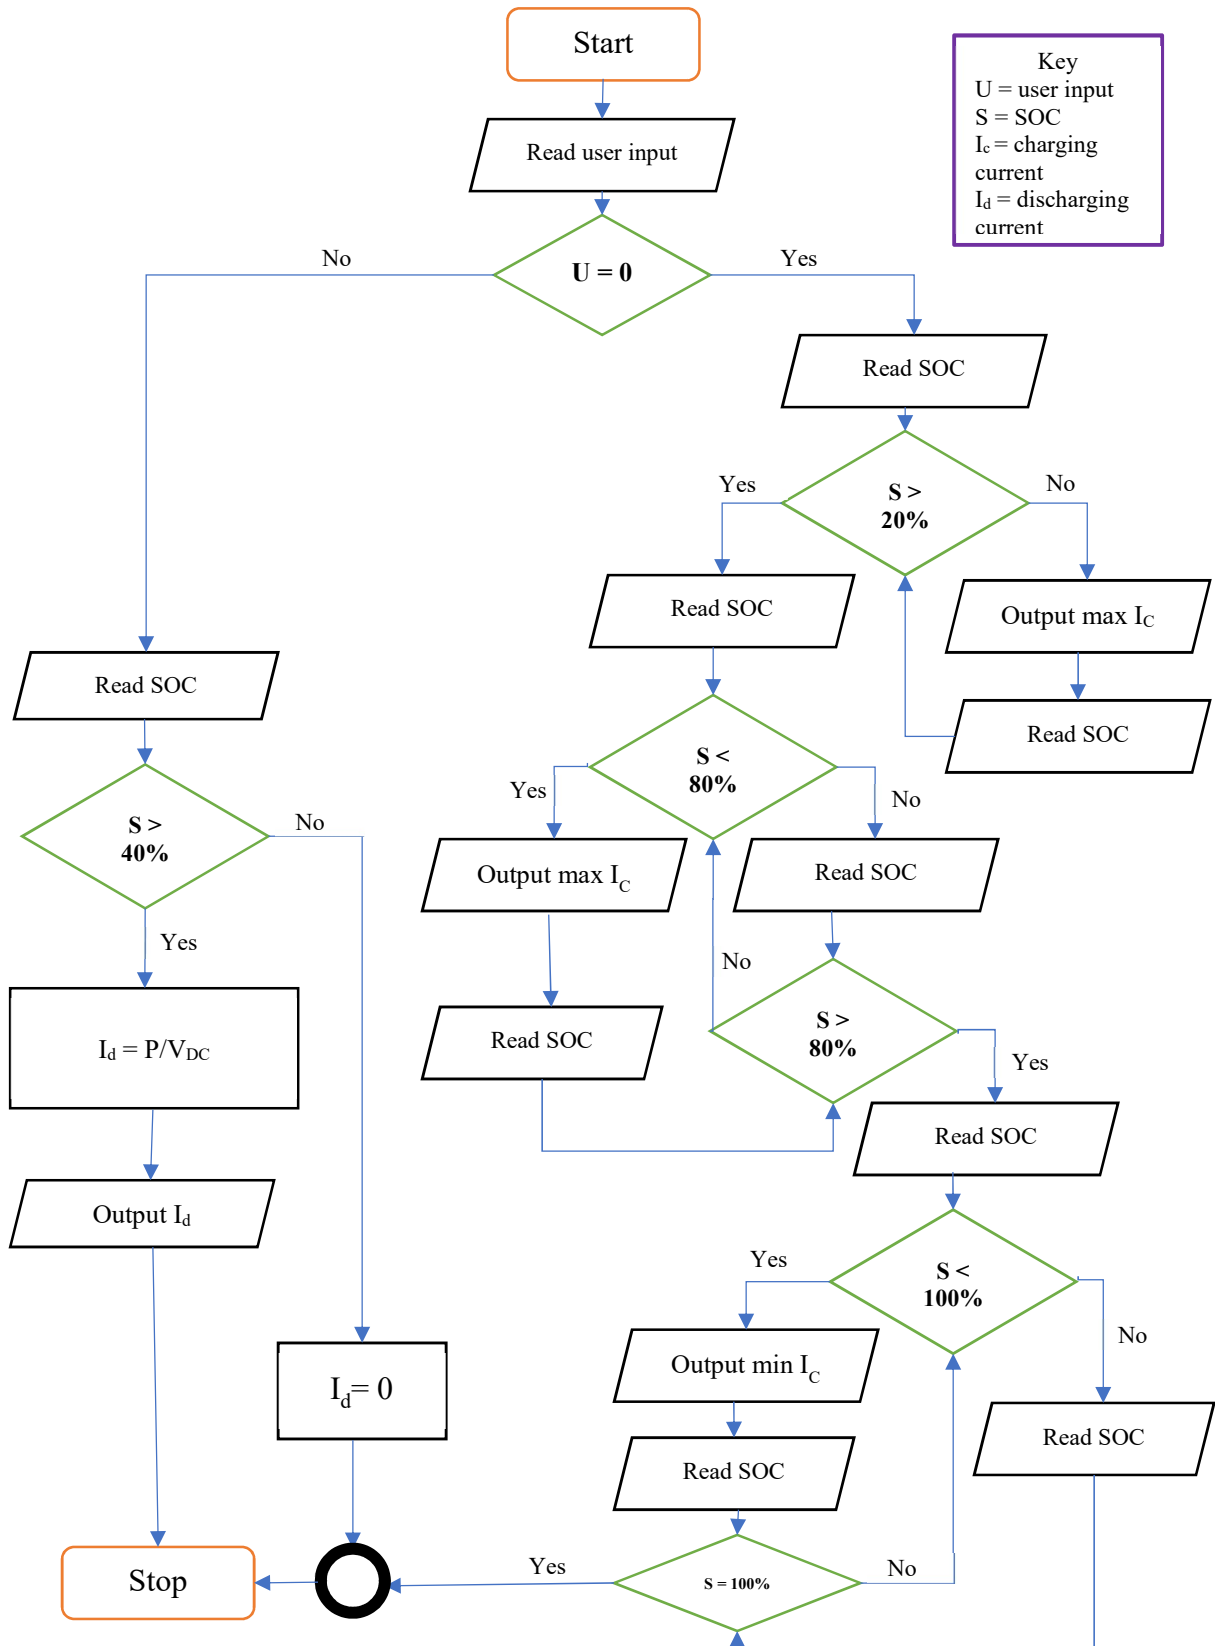 Start
Key
U = user input
S = SOC
Ic = charging
current
Id = discharging
current
Read user input
U = 0
No
Yes
Read SOC
S >
20%
Yes
No
Read SOC
Output max IC
Read SOC
Read SOC
S >
40%
No
Yes
S <
80%
Yes
No
Output max IC
Read SOC
Read SOC
No
S >
80%
Yes
Id = P/VDC
Read SOC
Output Id
S <
100%
Yes
No
Output min IC
Id= 0
Read SOC
Read SOC
S = 100%
Yes
No
Stop